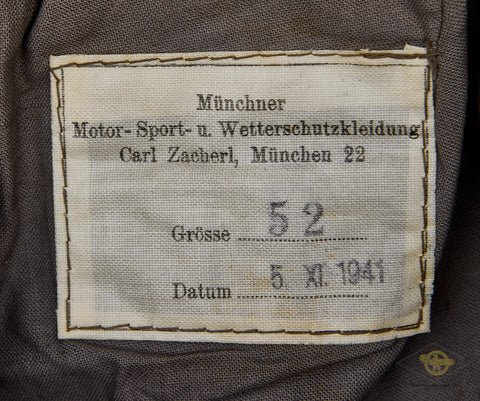 Münchner
Motor-Sport- u. Wetterschutzkleidung
Carl Zacherl, München 22
Grösse 52
Datum 5. XI. 1941